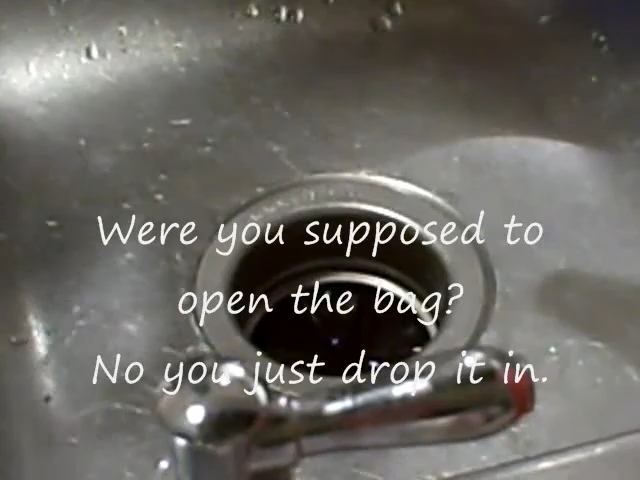 Were you supposed to
open the bag?
No you just drop it in.